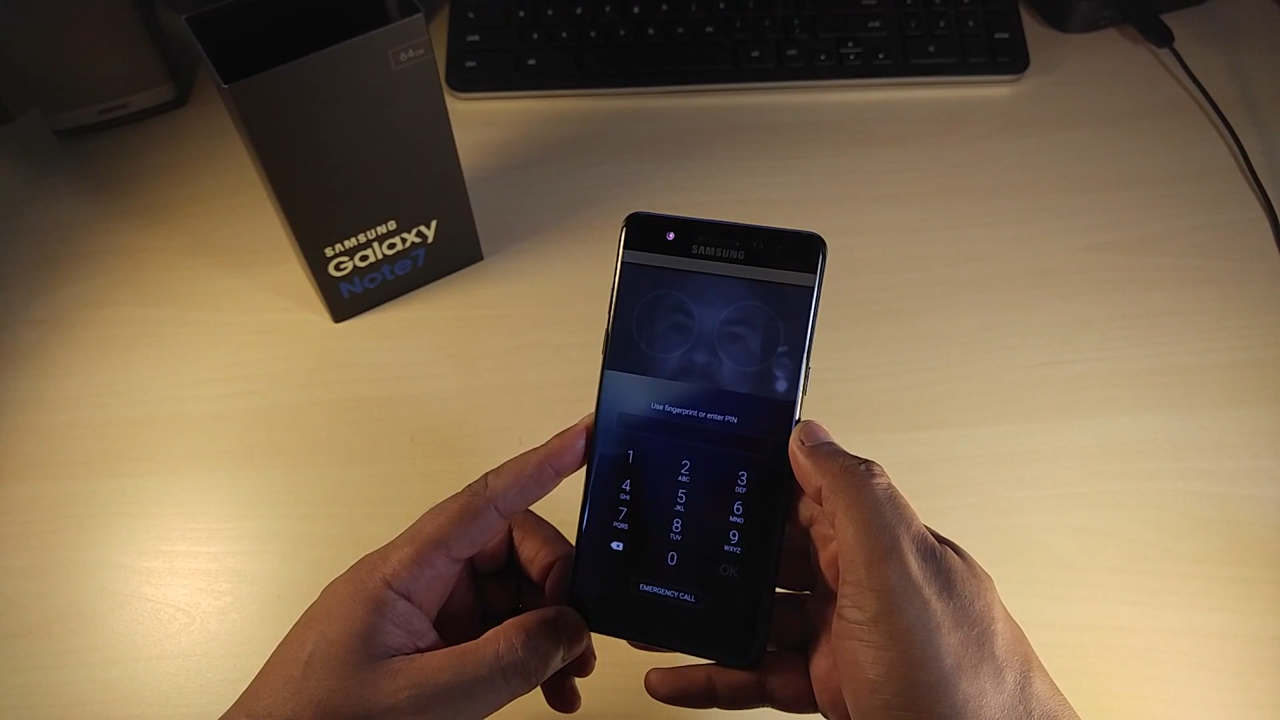 64GB
SAMSUNG
Galaxy
Note7
SAMSUNG
Use fingerprint or enter PIN
1
2
ABC
3
DEF
4
GHI
5
JKL
6
MNO
7
PQRS
8
TUV
9
WXYZ
0
OK
EMERGENCY CALL